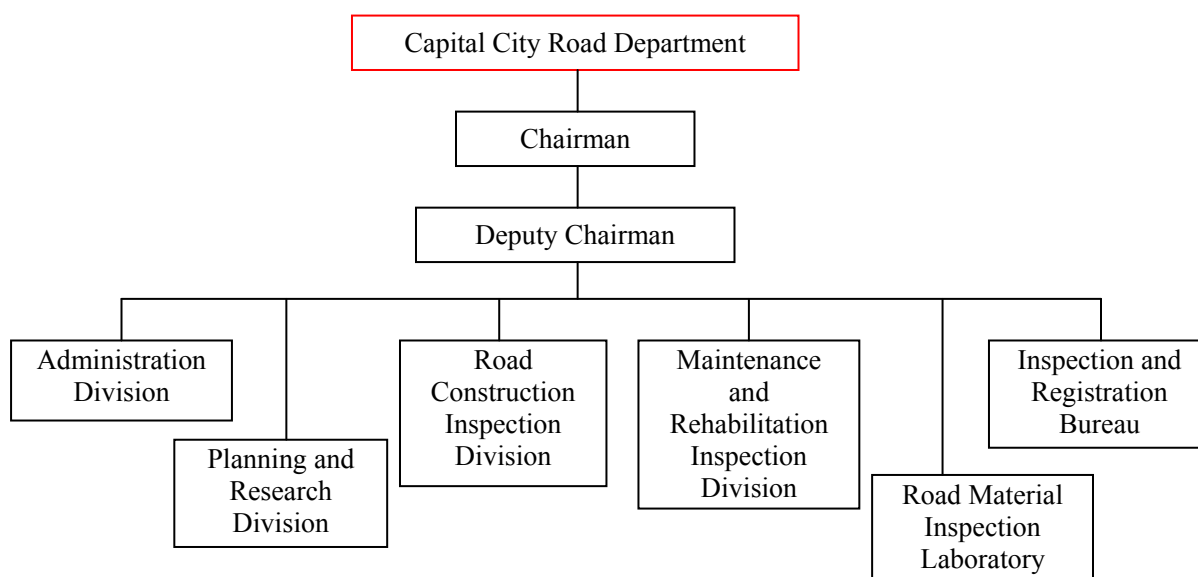 Capital City Road Department
Chairman
Deputy Chairman
Administration
Division
Planning and
Research
Division
Road
Construction
Inspection
Division
Maintenance
and
Rehabilitation
Inspection
Division
Road Material
Inspection
Laboratory
Inspection and
Registration
Bureau